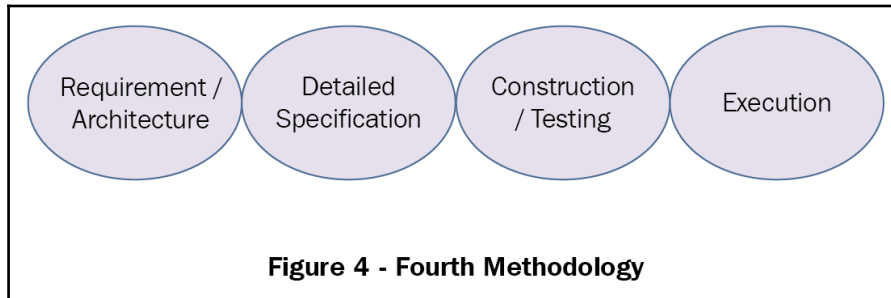 Requirement /
Architecture
Detailed
Specification
Construction
/ Testing
Execution
Figure 4 - Fourth Methodology